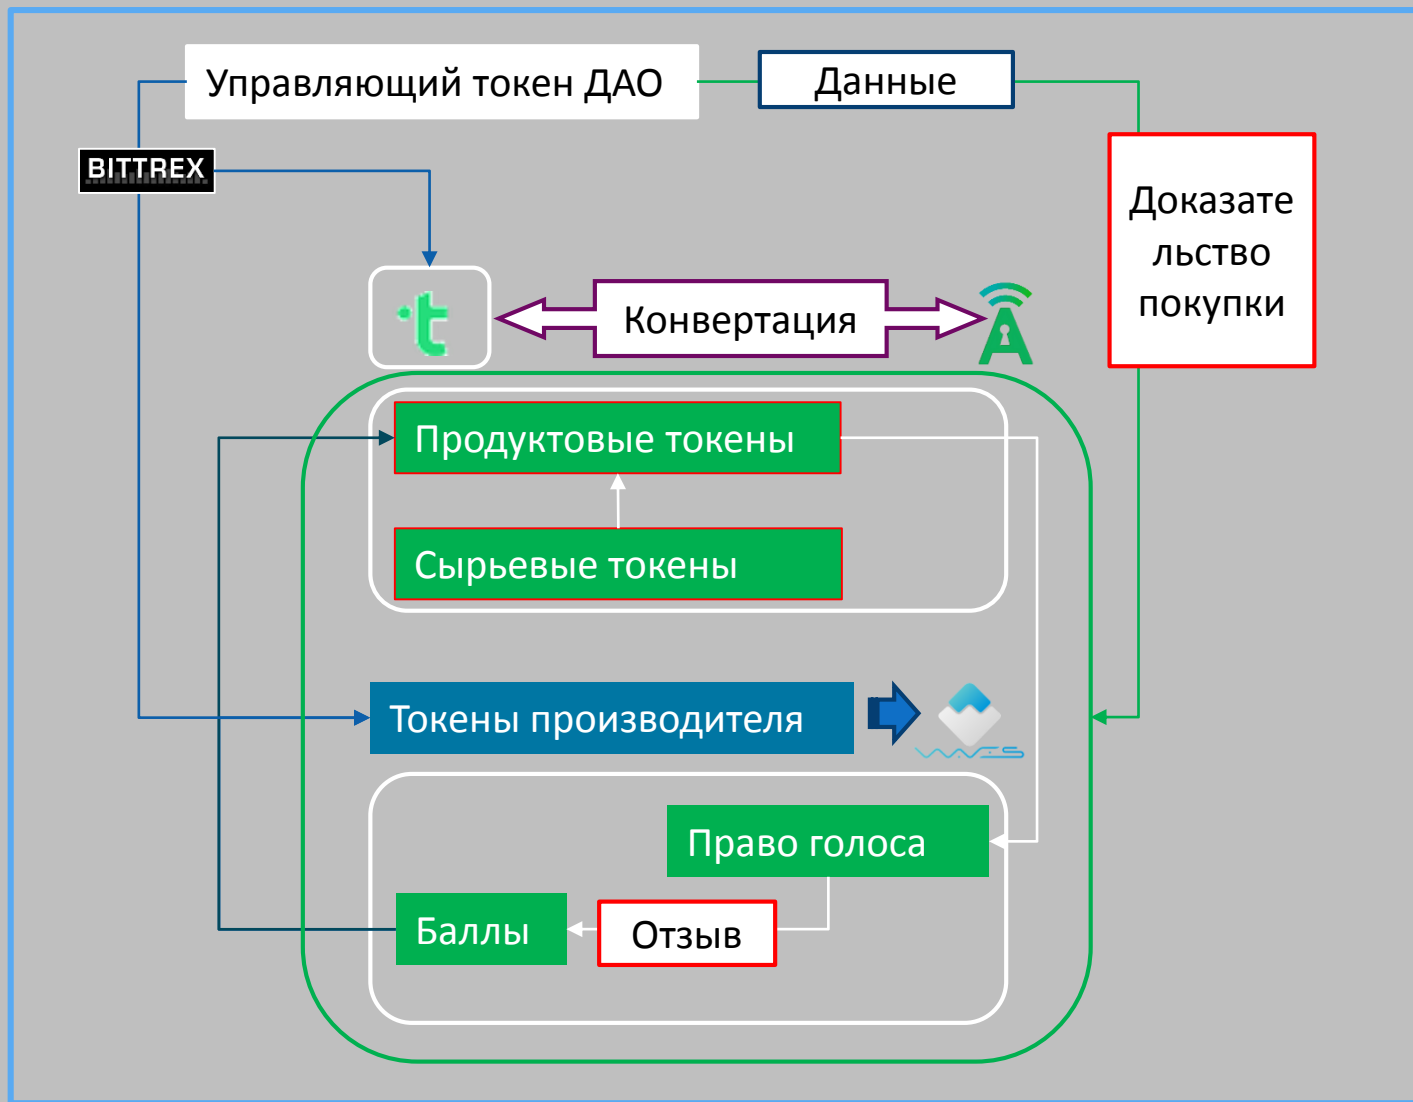 Управляющий токен ДАО
Данные
BITTREX
Доказате
льство
покупки
Конвертация
Продуктовые токены
Сырьевые токены
Токены производителя
WAVES
Право голоса
Баллы
Отзыв